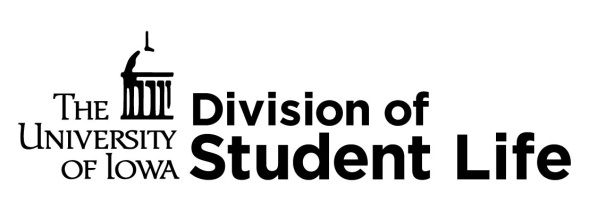 The
University
of Iowa
Division of
Student Life